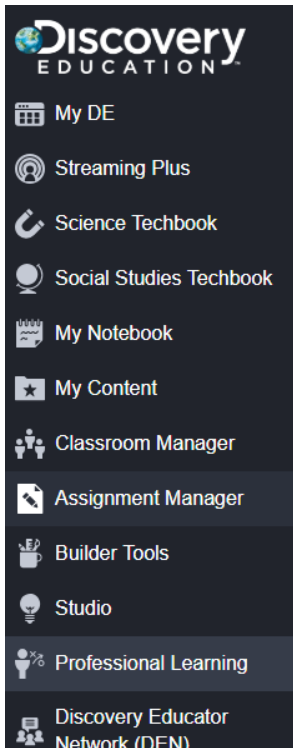 Discovery
EDUCATION
My DE
Streaming Plus
Science Techbook
Social Studies Techbook
My Notebook
My Content
Classroom Manager
Assignment Manager
Builder Tools
Studio
Professional Learning
Discovery Educator
Network (DEN)